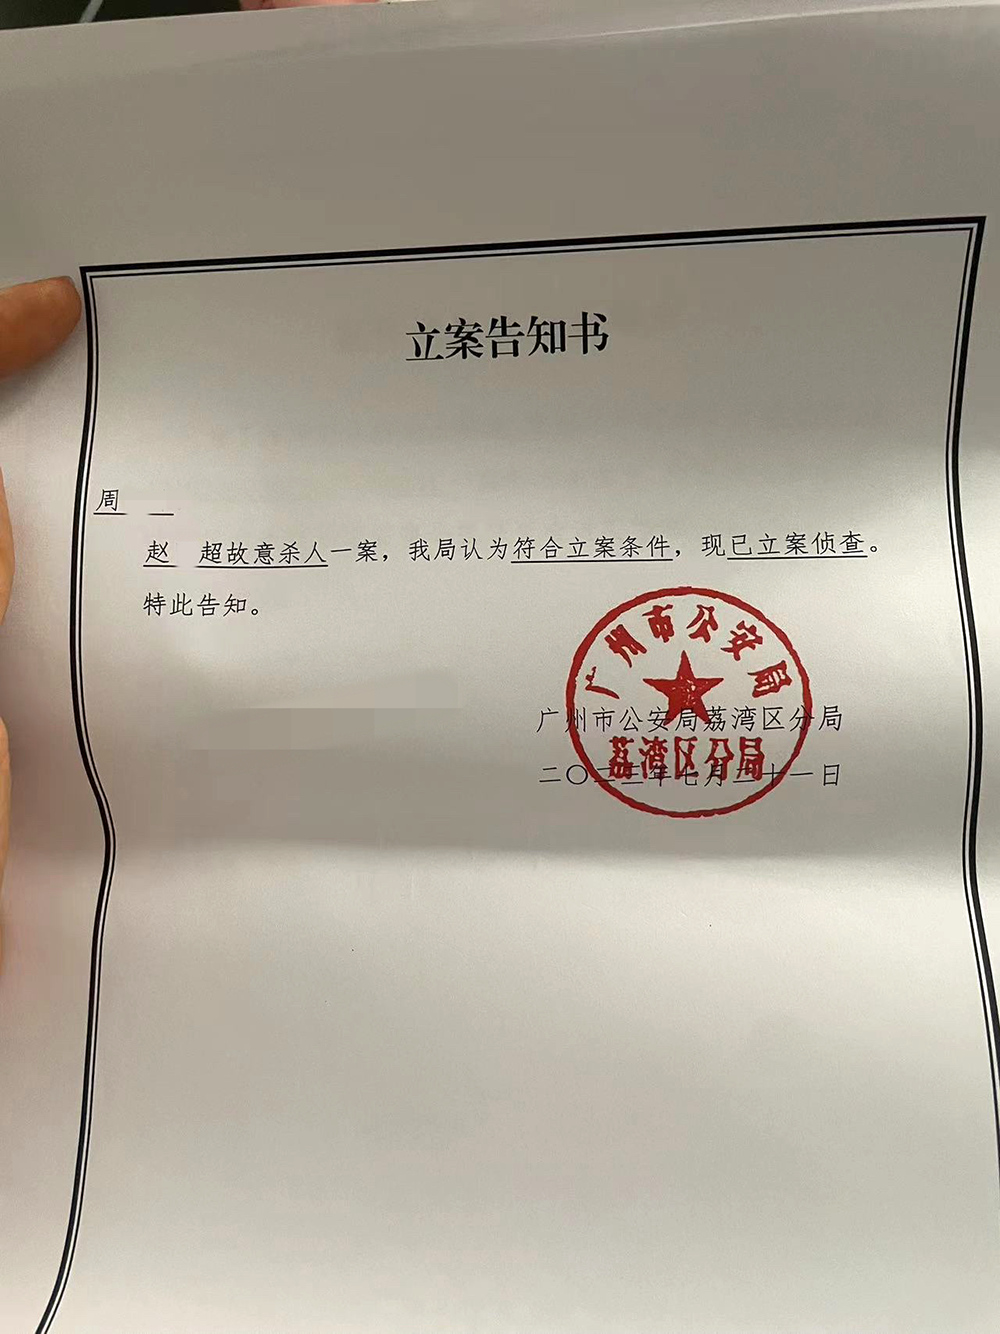 立案告知书
周
赵 超故意杀人一案，我局认为符合立案条件，现已立案侦查。
特此告知。
广州市公安局
广州市公安局荔湾区分局
荔湾区分局
二〇二三年七月二十一日